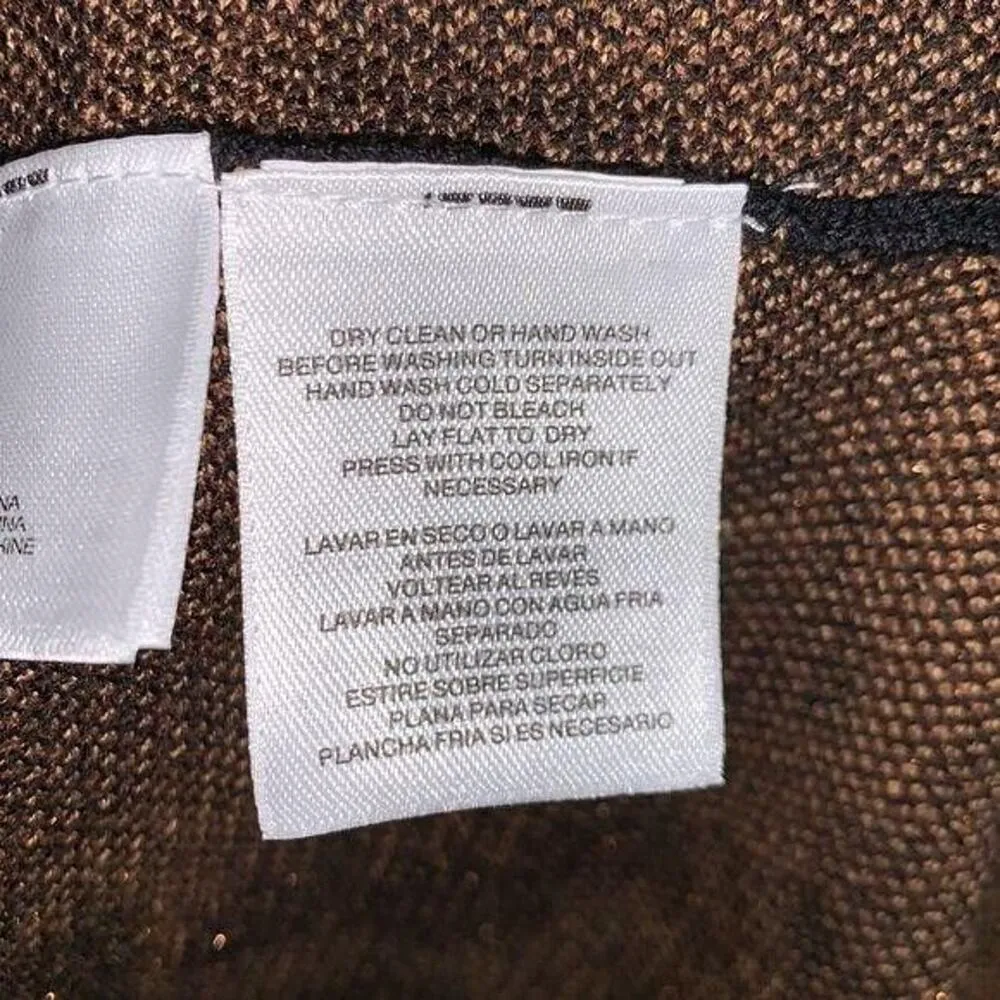 DRY CLEAN OR HAND WASH
BEFORE WASHING TURN INSIDE OUT
HAND WASH COLD SEPARATELY
DO NOT BLEACH
LAY FLAT TO DRY
PRESS WITH COOL IRON IF
NECESSARY
LAVAR EN SECO O LAVAR A MANO
ANTES DE LAVAR
VOLTEAR AL REVES
LAVAR A MANO CON AGUA FRIA
SEPARADO
NO UTILIZAR CLORO
ESTIRE SOBRE SUPERFICIE
PLANA PARA SECAR
PLANCHA FRIA SI ES NECESARIO